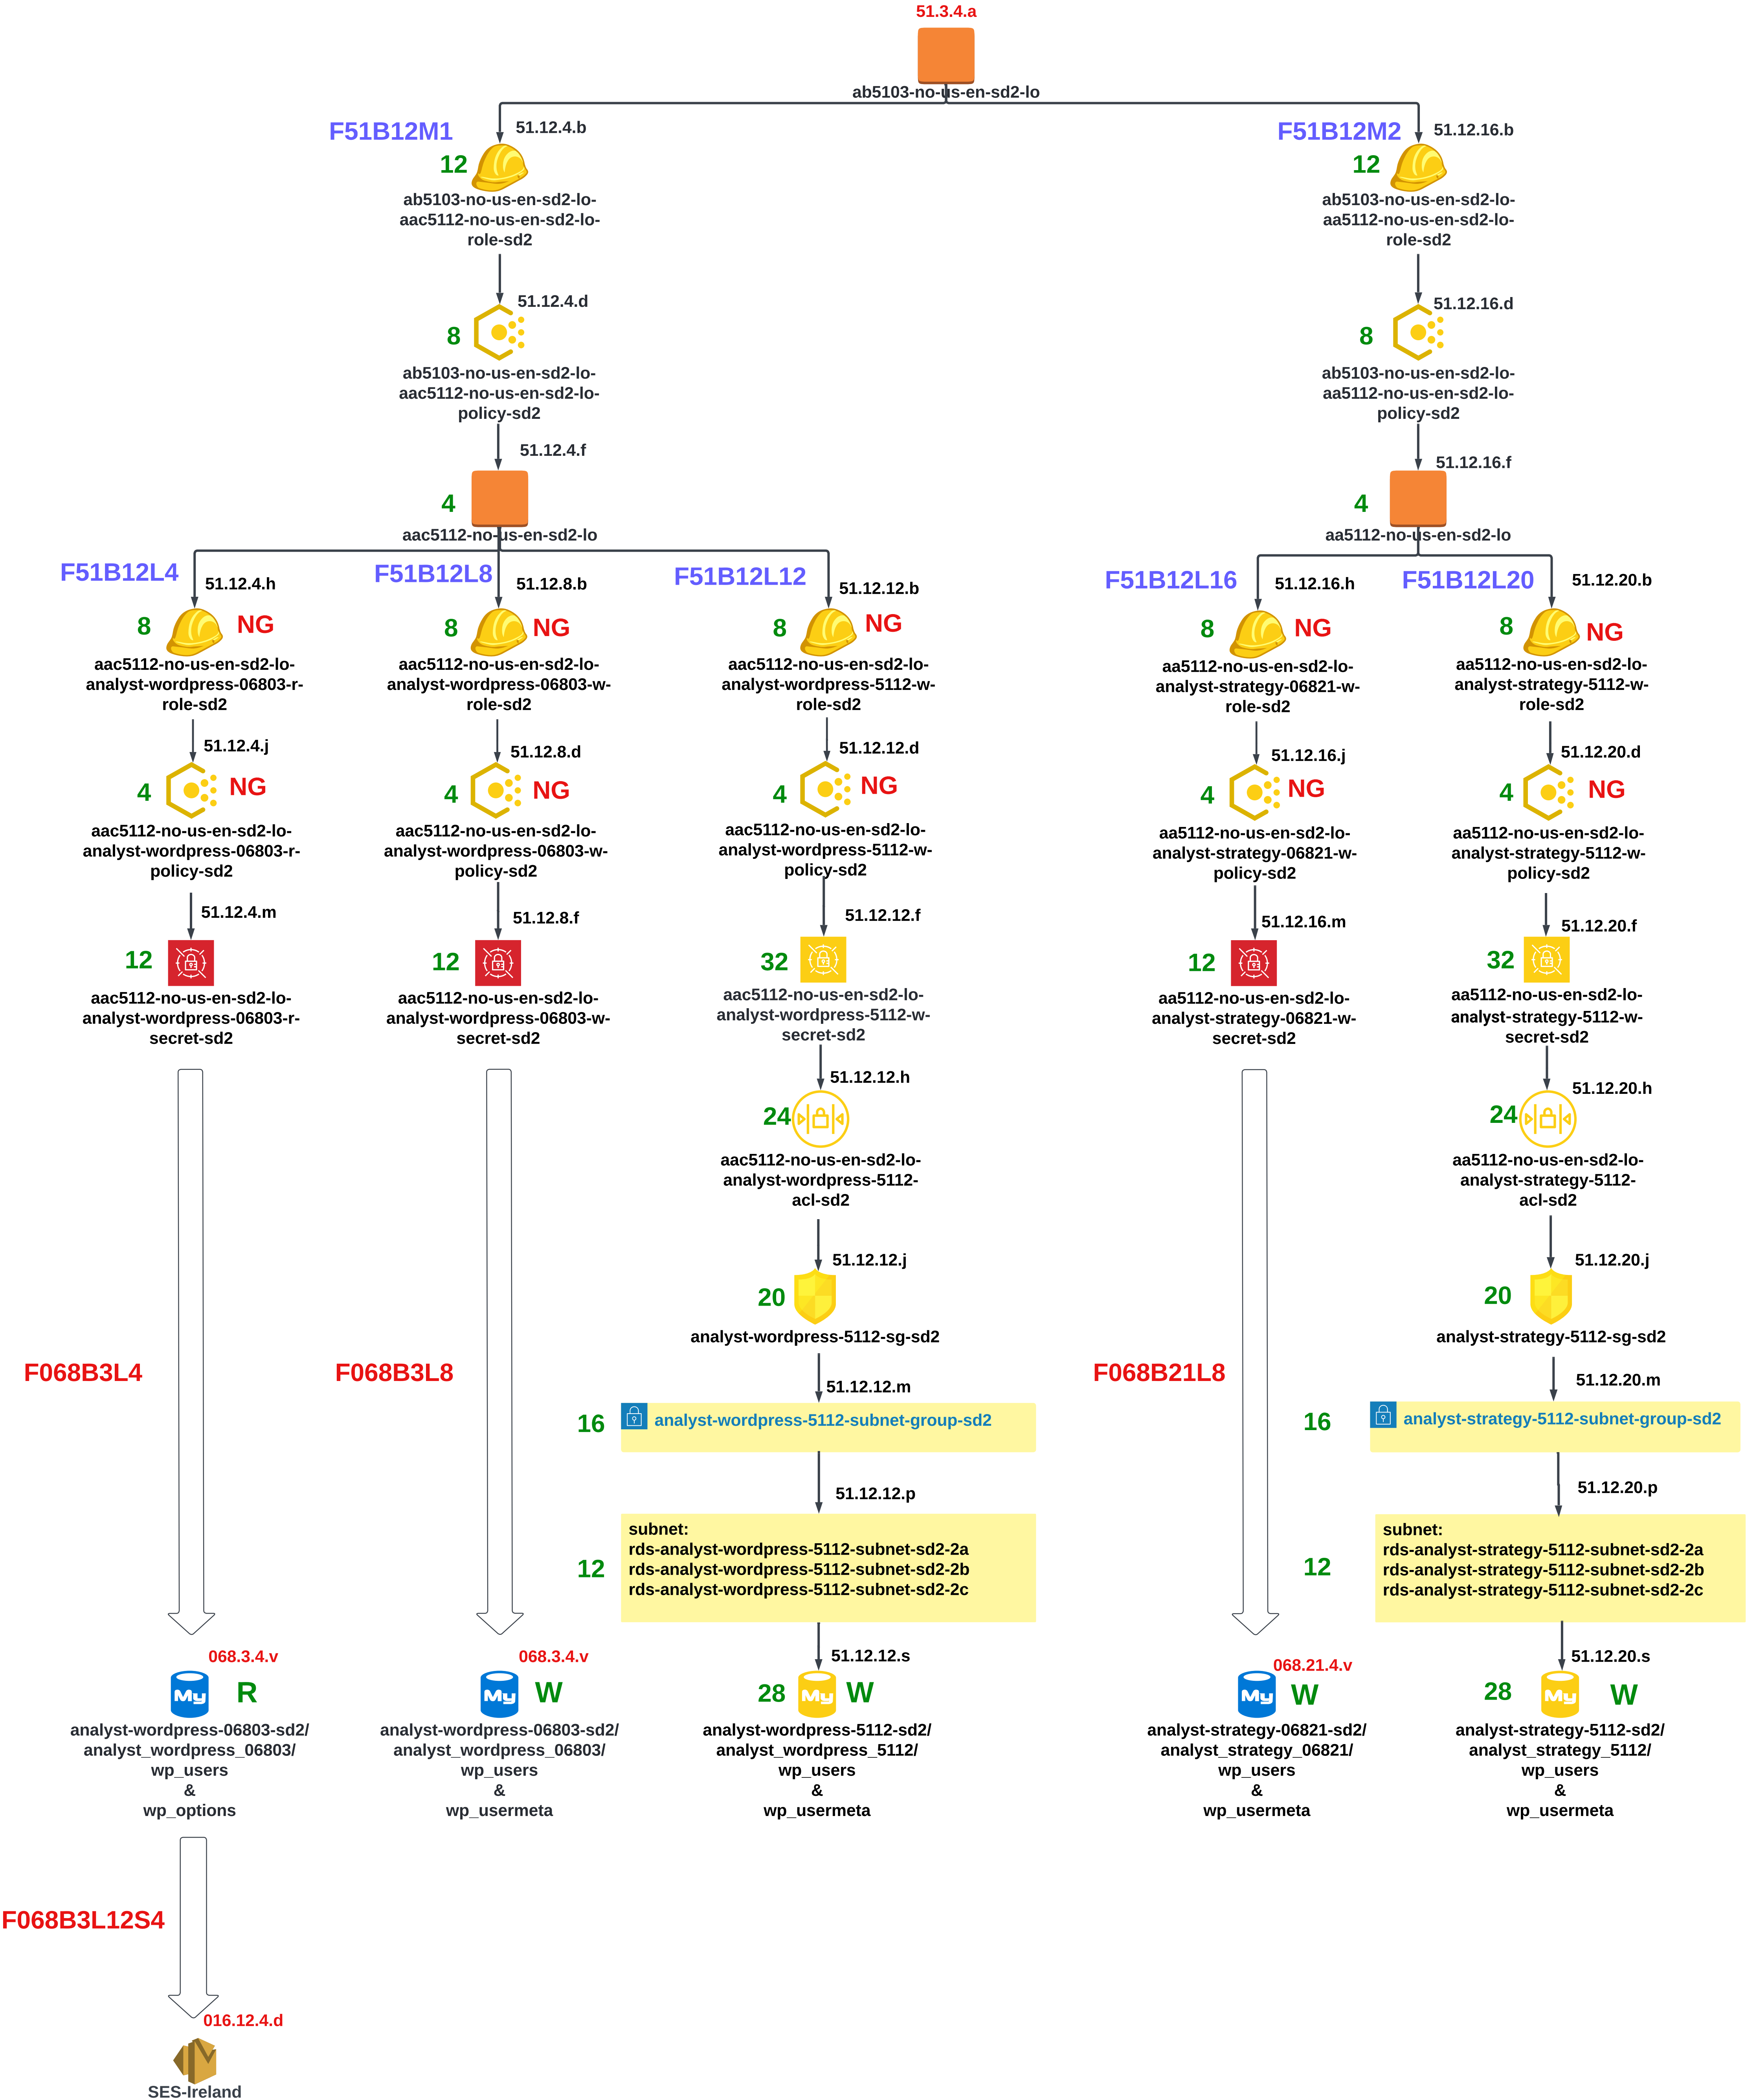 51.3.4.a
ab5103-no-us-en-sd2-lo
F51B12M1
51.12.4.b
12
ab5103-no-us-en-sd2-lo-
aac5112-no-us-en-sd2-lo-
role-sd2
51.12.4.d
8
ab5103-no-us-en-sd2-lo-
aac5112-no-us-en-sd2-lo-
policy-sd2
51.12.4.f
4
aac5112-no-us-en-sd2-lo
F51B12M2
51.12.16.b
12
ab5103-no-us-en-sd2-lo-
aa5112-no-us-en-sd2-lo-
role-sd2
51.12.16.d
8
ab5103-no-us-en-sd2-lo-
aa5112-no-us-en-sd2-lo-
policy-sd2
51.12.16.f
4
aa5112-no-us-en-sd2-lo
F51B12L4
51.12.4.h
8
NG
aac5112-no-us-en-sd2-lo-
analyst-wordpress-06803-r-
role-sd2
51.12.4.j
4
NG
aac5112-no-us-en-sd2-lo-
analyst-wordpress-06803-r-
policy-sd2
51.12.4.m
12
aac5112-no-us-en-sd2-lo-
analyst-wordpress-06803-r-
secret-sd2
F068B3L4
068.3.4.v
My
R
analyst-wordpress-06803-sd2/
analyst_wordpress_06803/
wp_users
&
wp_options
F068B3L12S4
016.12.4.d
SES-Ireland
F51B12L8
51.12.8.b
8
NG
aac5112-no-us-en-sd2-lo-
analyst-wordpress-06803-w-
role-sd2
51.12.8.d
4
NG
aac5112-no-us-en-sd2-lo-
analyst-wordpress-06803-w-
policy-sd2
51.12.8.f
12
aac5112-no-us-en-sd2-lo-
analyst-wordpress-06803-w-
secret-sd2
F068B3L8
068.3.4.v
My
W
analyst-wordpress-06803-sd2/
analyst_wordpress_06803/
wp_users
&
wp_usermeta
F51B12L12
51.12.12.b
8
NG
aac5112-no-us-en-sd2-lo-
analyst-wordpress-5112-w-
role-sd2
51.12.12.d
4
NG
aac5112-no-us-en-sd2-lo-
analyst-wordpress-5112-w-
policy-sd2
51.12.12.f
32
aac5112-no-us-en-sd2-lo-
analyst-wordpress-5112-w-
secret-sd2
51.12.12.h
24
aac5112-no-us-en-sd2-lo-
analyst-wordpress-5112-
acl-sd2
51.12.12.j
20
analyst-wordpress-5112-sg-sd2
51.12.12.m
16
analyst-wordpress-5112-subnet-group-sd2
51.12.12.p
12
subnet:
rds-analyst-wordpress-5112-subnet-sd2-2a
rds-analyst-wordpress-5112-subnet-sd2-2b
rds-analyst-wordpress-5112-subnet-sd2-2c
51.12.12.s
28
My
W
analyst-wordpress-5112-sd2/
analyst_wordpress_5112/
wp_users
&
wp_usermeta
F51B12L16
51.12.16.h
8
NG
aa5112-no-us-en-sd2-lo-
analyst-strategy-06821-w-
role-sd2
51.12.16.j
4
NG
aa5112-no-us-en-sd2-lo-
analyst-strategy-06821-w-
policy-sd2
51.12.16.m
12
aa5112-no-us-en-sd2-lo-
analyst-strategy-06821-w-
secret-sd2
F068B21L8
068.21.4.v
My
W
analyst-strategy-06821-sd2/
analyst_strategy_06821/
wp_users
&
wp_usermeta
F51B12L20
51.12.20.b
8
NG
aa5112-no-us-en-sd2-lo-
analyst-strategy-5112-w-
role-sd2
51.12.20.d
4
NG
aa5112-no-us-en-sd2-lo-
analyst-strategy-5112-w-
policy-sd2
51.12.20.f
32
aa5112-no-us-en-sd2-lo-
analyst-strategy-5112-w-
secret-sd2
51.12.20.h
24
aa5112-no-us-en-sd2-lo-
analyst-strategy-5112-
acl-sd2
51.12.20.j
20
analyst-strategy-5112-sg-sd2
51.12.20.m
16
analyst-strategy-5112-subnet-group-sd2
51.12.20.p
12
subnet:
rds-analyst-strategy-5112-subnet-sd2-2a
rds-analyst-strategy-5112-subnet-sd2-2b
rds-analyst-strategy-5112-subnet-sd2-2c
51.12.20.s
28
My
W
analyst-strategy-5112-sd2/
analyst_strategy_5112/
wp_users
&
wp_usermeta